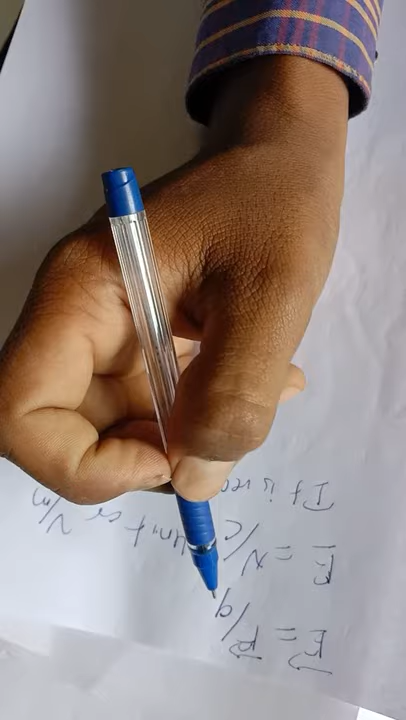 E⃗ = F⃗/q
E = N/C unit or V/m
It is